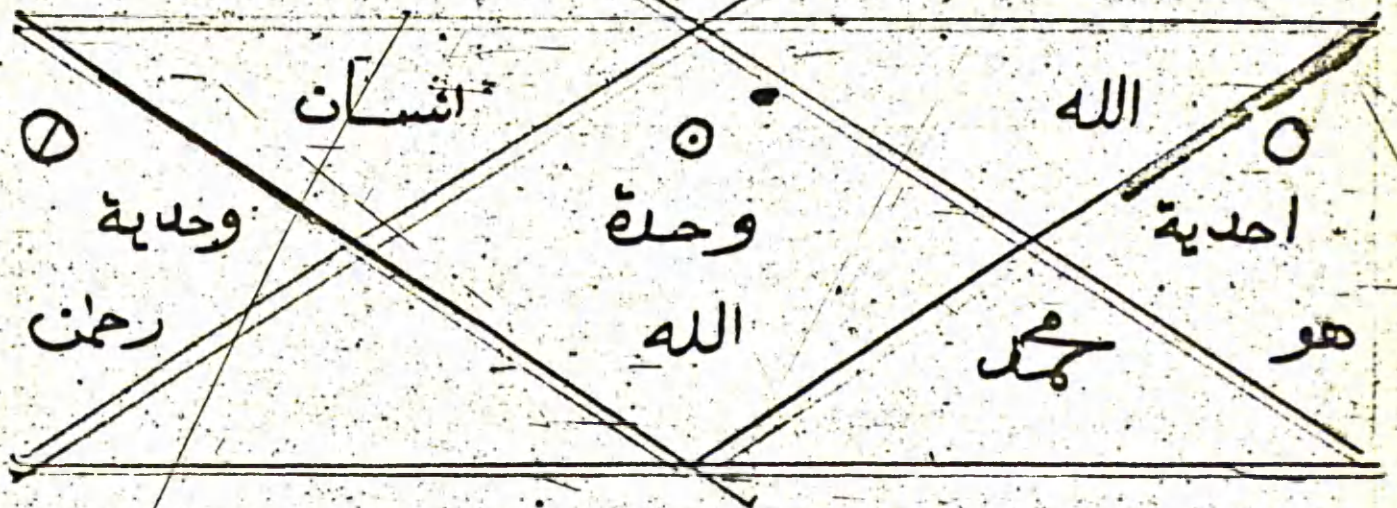 الله
انسان
احدية
وحدة
وحدية
هو
محمد
الله
رحمن